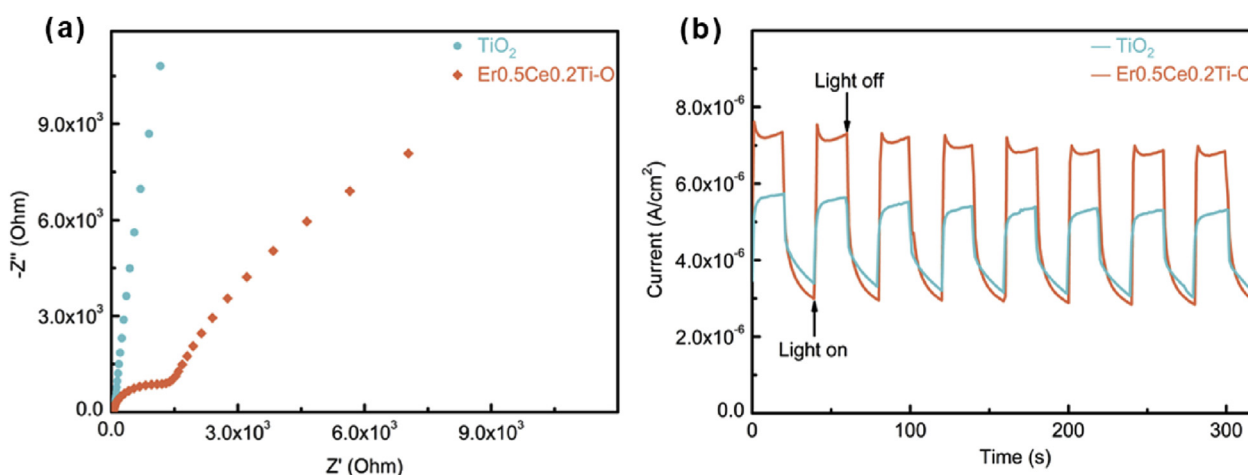 (a)
TiO₂
Er0.5Ce0.2Ti-O
9.0x10³
6.0x10³
3.0x10³
0.0
-Z" (Ohm)
0.0
3.0x10³
6.0x10³
9.0x10³
Z' (Ohm)
(b)
TiO₂
Er0.5Ce0.2Ti-O
Light off
8.0x10⁻⁶
6.0x10⁻⁶
4.0x10⁻⁶
2.0x10⁻⁶
0.0
Current (A/cm²)
Light on
0
100
200
300
Time (s)